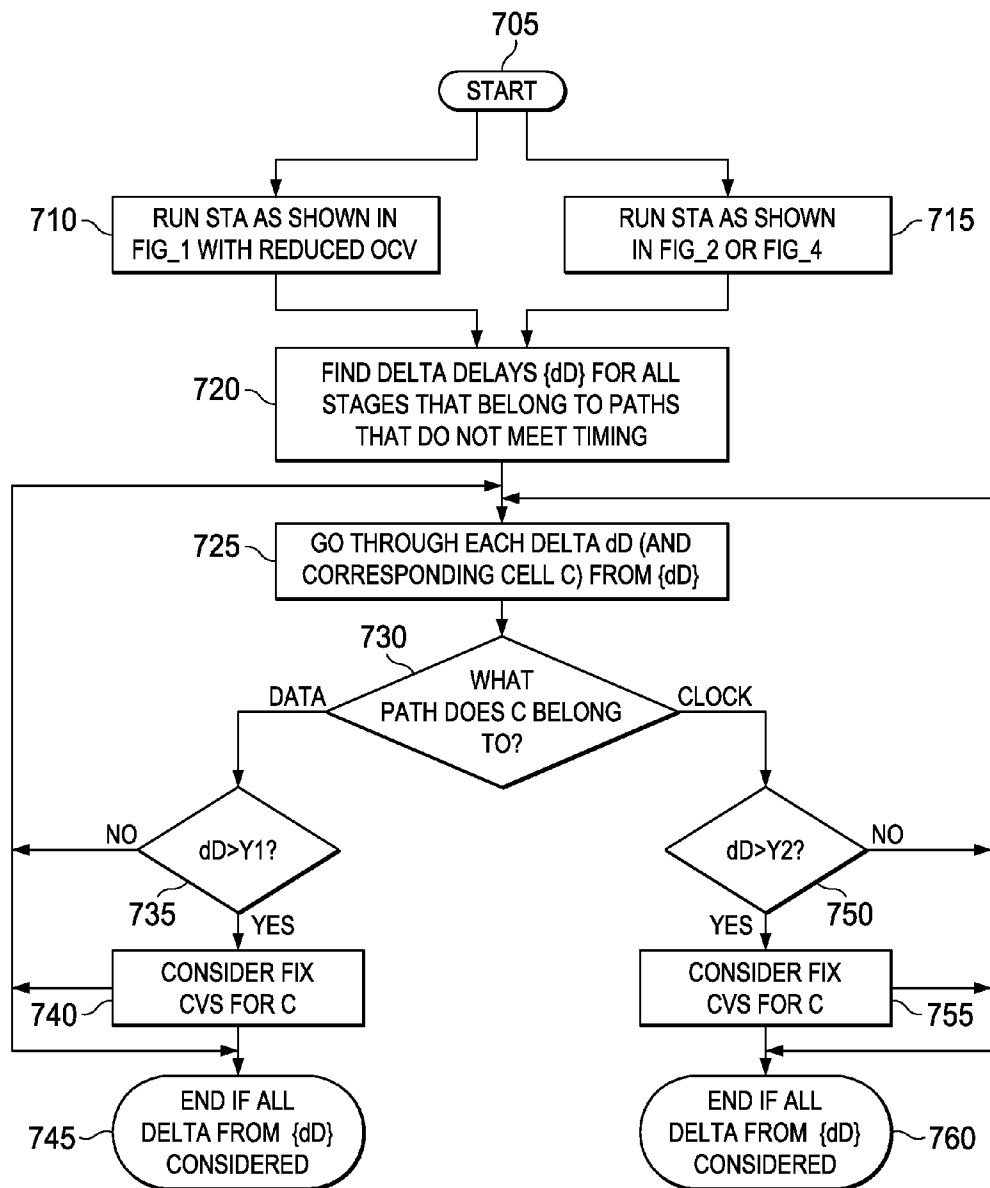 705
START
710
RUN STA AS SHOWN IN
FIG_1 WITH REDUCED OCV
RUN STA AS SHOWN
IN FIG_2 OR FIG_4
715
720
FIND DELTA DELAYS {dD} FOR ALL
STAGES THAT BELONG TO PATHS
THAT DO NOT MEET TIMING
725
GO THROUGH EACH DELTA dD (AND
CORRESPONDING CELL C) FROM {dD}
730
DATA
WHAT
PATH DOES C BELONG
TO?
CLOCK
NO
dD>Y1?
735
YES
dD>Y2?
NO
750
YES
CONSIDER FIX
CVS FOR C
740
CONSIDER FIX
CVS FOR C
755
745
END IF ALL
DELTA FROM {dD}
CONSIDERED
END IF ALL
DELTA FROM {dD}
CONSIDERED
760